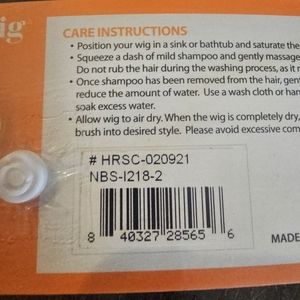 ig
CARE INSTRUCTIONS
• Position your wig in a sink or bathtub and saturate the
• Squeeze a dash of mild shampoo and gently massage
Do not rub the hair during the washing process, as it
• Once shampoo has been removed from the hair, gen
reduce the amount of water. Use a wash cloth or
soak excess water.
• Allow wig to air dry. When the wig is completely dry,
brush into desired style. Please avoid excessive
# HRSC-020921
NBS-I218-2
8 40327 28565 6
MADE